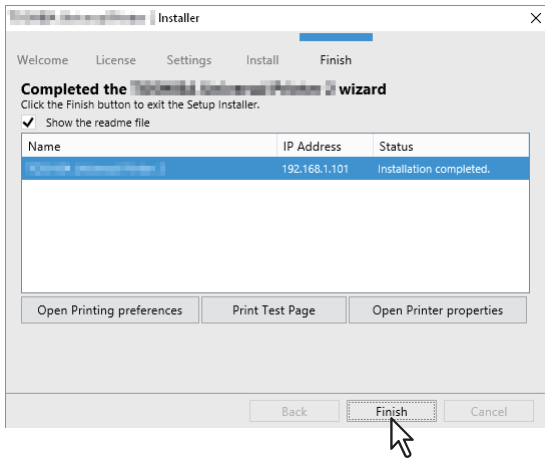 Installer
Welcome License Settings Install Finish
Completed the wizard
Click the Finish button to exit the Setup Installer.
Show the readme file
Name IP Address Status
192.168.1.101 Installation completed.
Open Printing preferences Print Test Page Open Printer properties
Back Finish Cancel